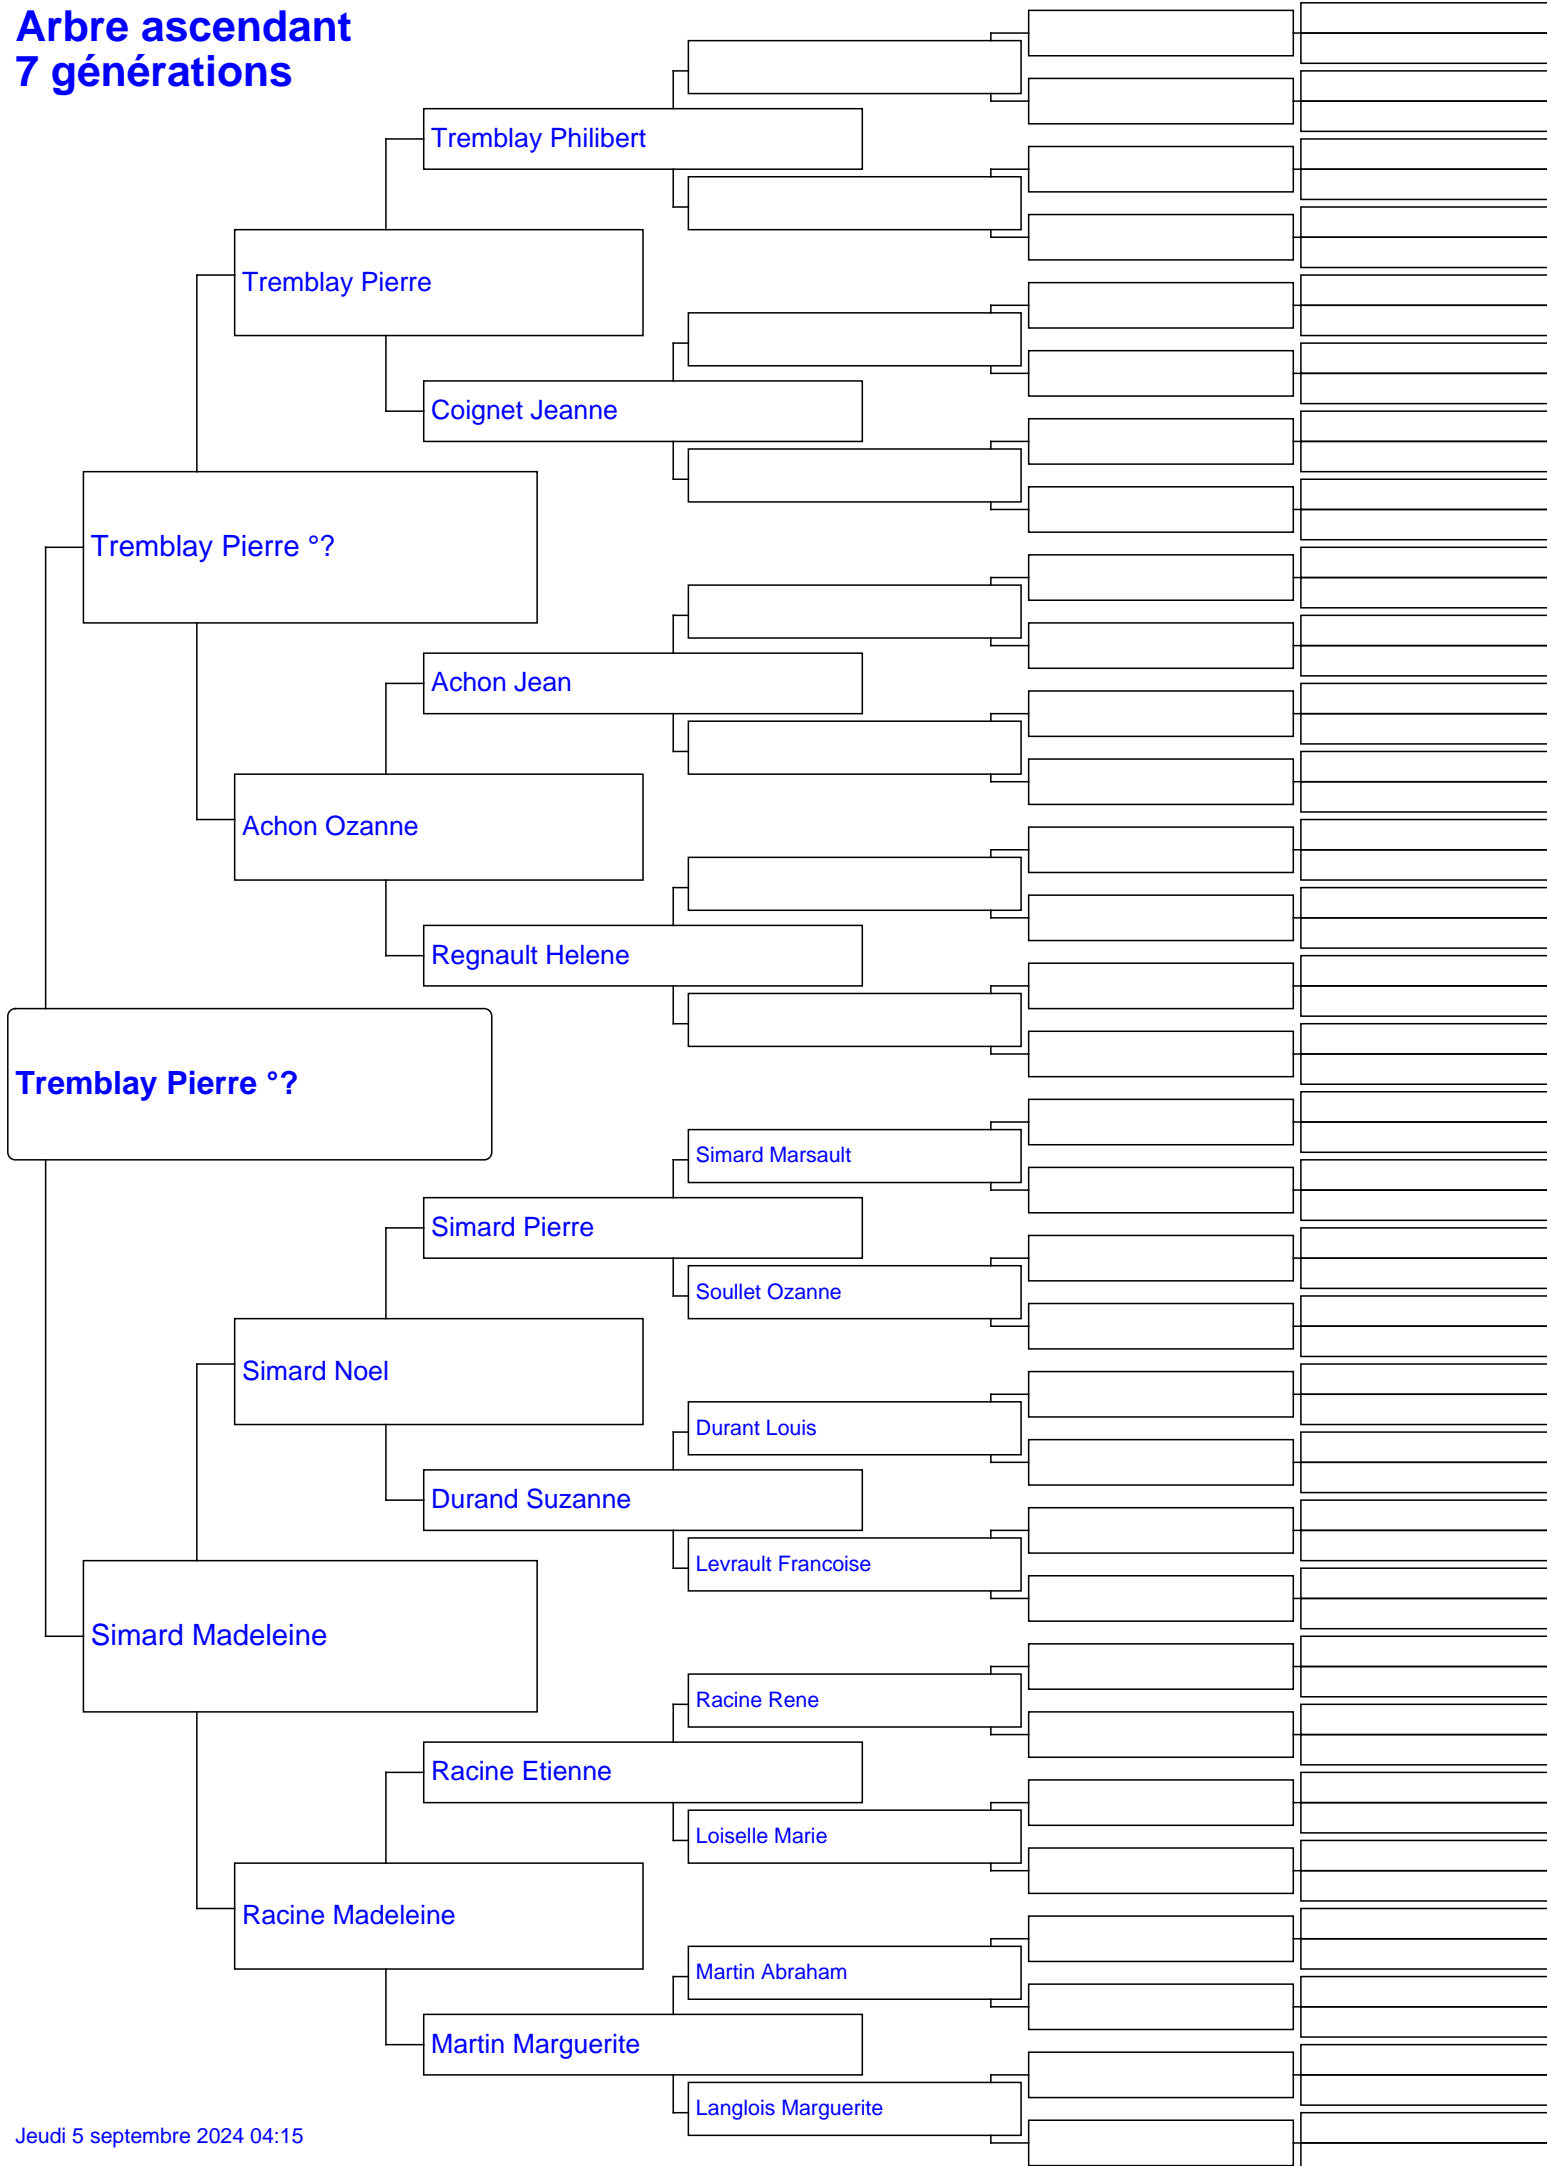 Arbre ascendant
7 générations
Tremblay Philibert
Tremblay Pierre
Coignet Jeanne
Tremblay Pierre °?
Achon Jean
Achon Ozanne
Regnault Helene
Tremblay Pierre °?
Simard Marsault
Simard Pierre
Soullet Ozanne
Simard Noel
Durant Louis
Durand Suzanne
Levrault Francoise
Simard Madeleine
Racine Rene
Racine Etienne
Loiselle Marie
Racine Madeleine
Martin Abraham
Martin Marguerite
Langlois Marguerite
Jeudi 5 septembre 2024 04:15